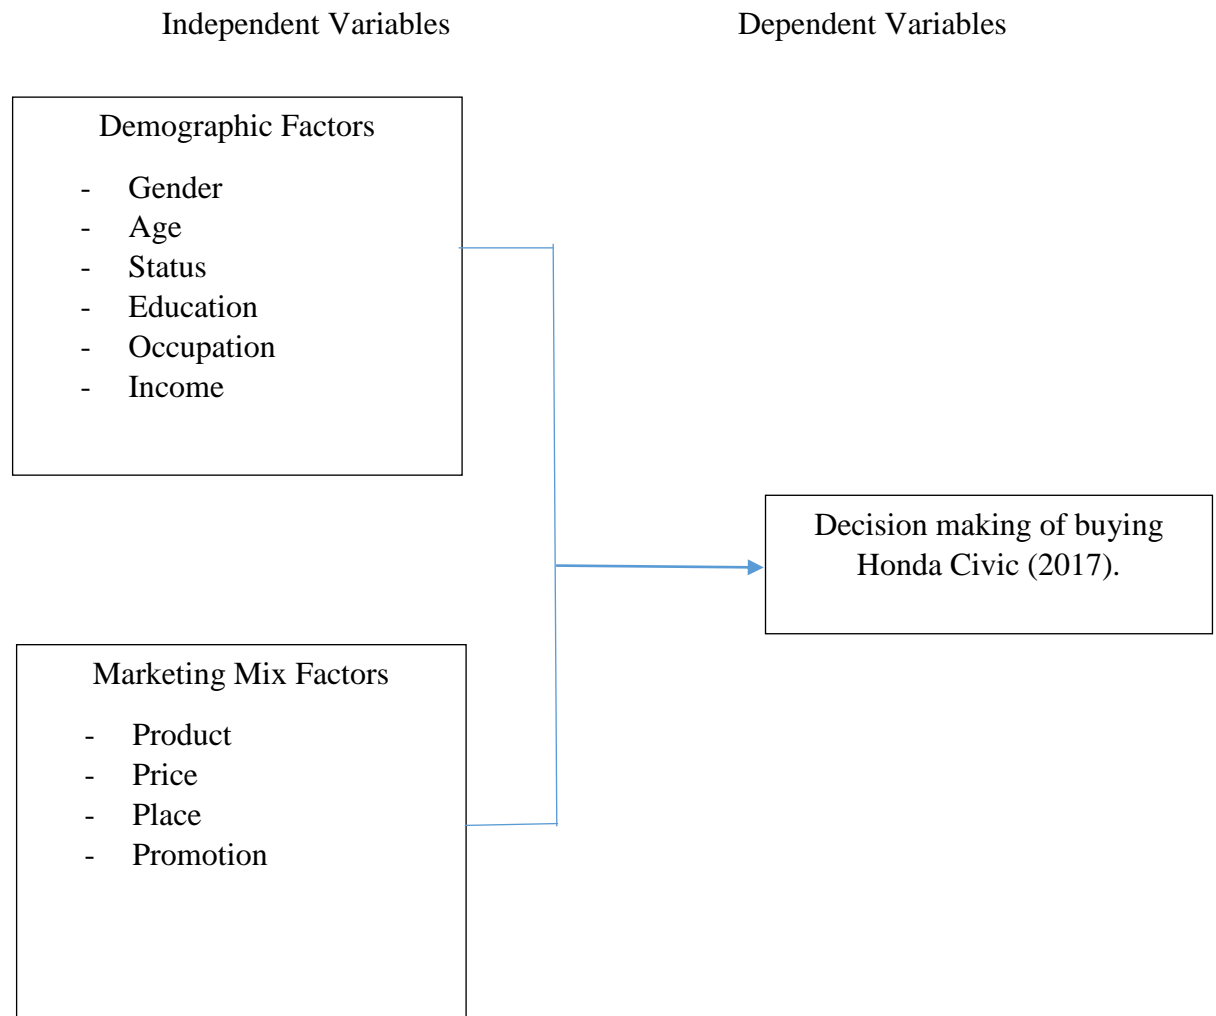 Independent Variables
Dependent Variables
Demographic Factors
- Gender
- Age
- Status
- Education
- Occupation
- Income
Decision making of buying
Honda Civic (2017).
Marketing Mix Factors
- Product
- Price
- Place
- Promotion